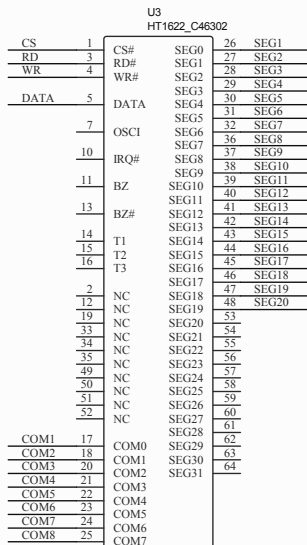 U3
HT1622_C46302
CS 1 CS#
RD 3 RD#
WR 4 WR#
DATA 5 DATA
7 OSCI
10 IRQ#
11 BZ
13 BZ#
14 T1
15 T2
16 T3
2 NC
12 NC
19 NC
33 NC
34 NC
35 NC
49 NC
50 NC
51 NC
52 NC
COM1 17 COM0
COM2 18 COM1
COM3 20 COM2
COM4 21 COM3
COM5 22 COM4
COM6 23 COM5
COM7 24 COM6
COM8 25 COM7
SEG0 26 SEG1
SEG1 27 SEG2
SEG2 28 SEG3
SEG3 29 SEG4
SEG4 30 SEG5
SEG5 31 SEG6
SEG6 32 SEG7
SEG7 36 SEG8
SEG8 37 SEG9
SEG9 38 SEG10
SEG10 39 SEG11
SEG11 40 SEG12
SEG12 41 SEG13
SEG13 42 SEG14
SEG14 43 SEG15
SEG15 44 SEG16
SEG16 45 SEG17
SEG17 46 SEG18
SEG18 47 SEG19
SEG19 48 SEG20
SEG20 53
SEG21 54
SEG22 55
SEG23 56
SEG24 57
SEG25 58
SEG26 59
SEG27 60
SEG28 61
SEG29 62
SEG30 63
SEG31 64